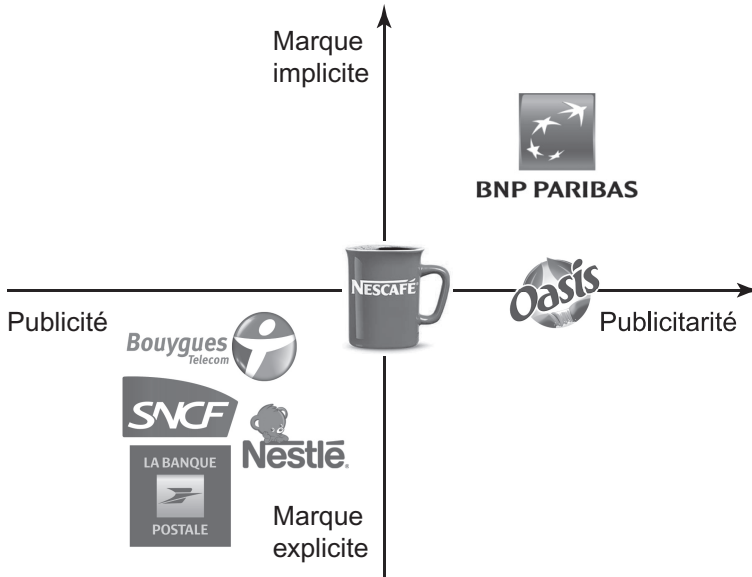 Marque
implicite
BNP PARIBAS
NESCAFÉ
Oasis
Publicité
Publicitarité
Bouygues
Telecom
SNCF
Nestlé
LA BANQUE
POSTALE
Marque
explicite